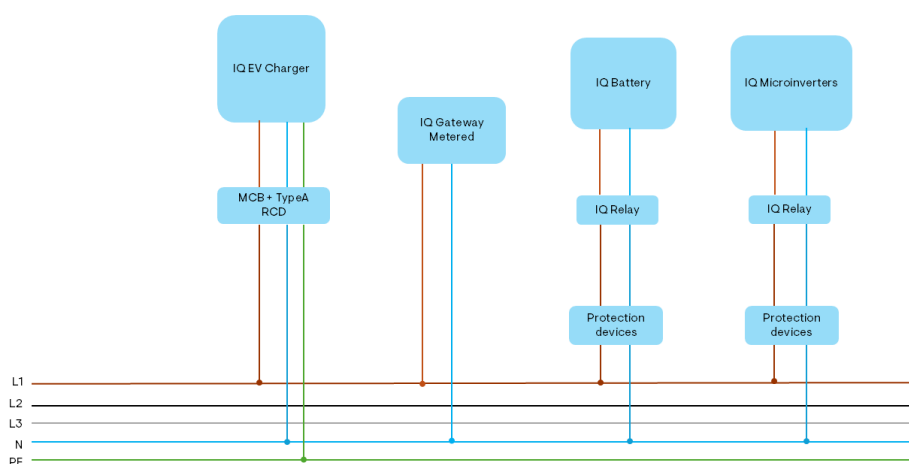 IQ EV Charger
IQ Gateway
Metered
IQ Battery
IQ Microinverters
MCB + TypeA
RCD
IQ Relay
IQ Relay
Protection
devices
Protection
devices
L1
L2
L3
N
PE